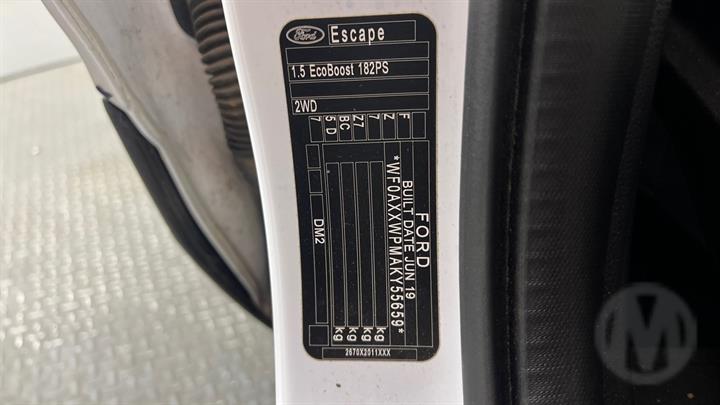 Ford Escape
1.5 EcoBoost 182PS
2WD
7 5 D BC Z7 7 Z F
FORD
BUILT DATE JUN 19
*WF0AXXWPMAKY55659*
kg
kg
kg
kg
DM2
2670X2011XXX
M